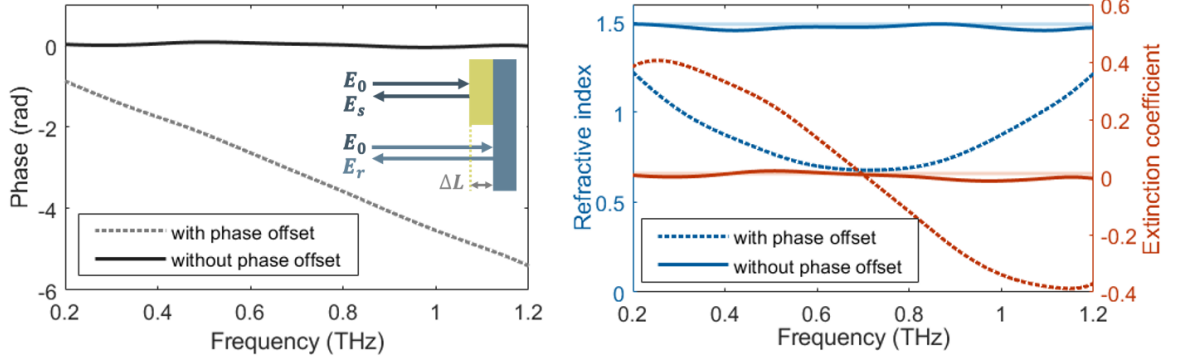 0
-2
-4
-6
Phase (rad)
E₀
Eₛ
E₀
Eᵣ
ΔL
with phase offset
without phase offset
0.2 0.4 0.6 0.8 1 1.2
Frequency (THz)
1.5
1
0.5
0
Refractive index
with phase offset
without phase offset
0.2 0.4 0.6 0.8 1.0 1.2
Frequency (THz)
0.6
0.4
0.2
0
-0.2
-0.4
Extinction coefficient